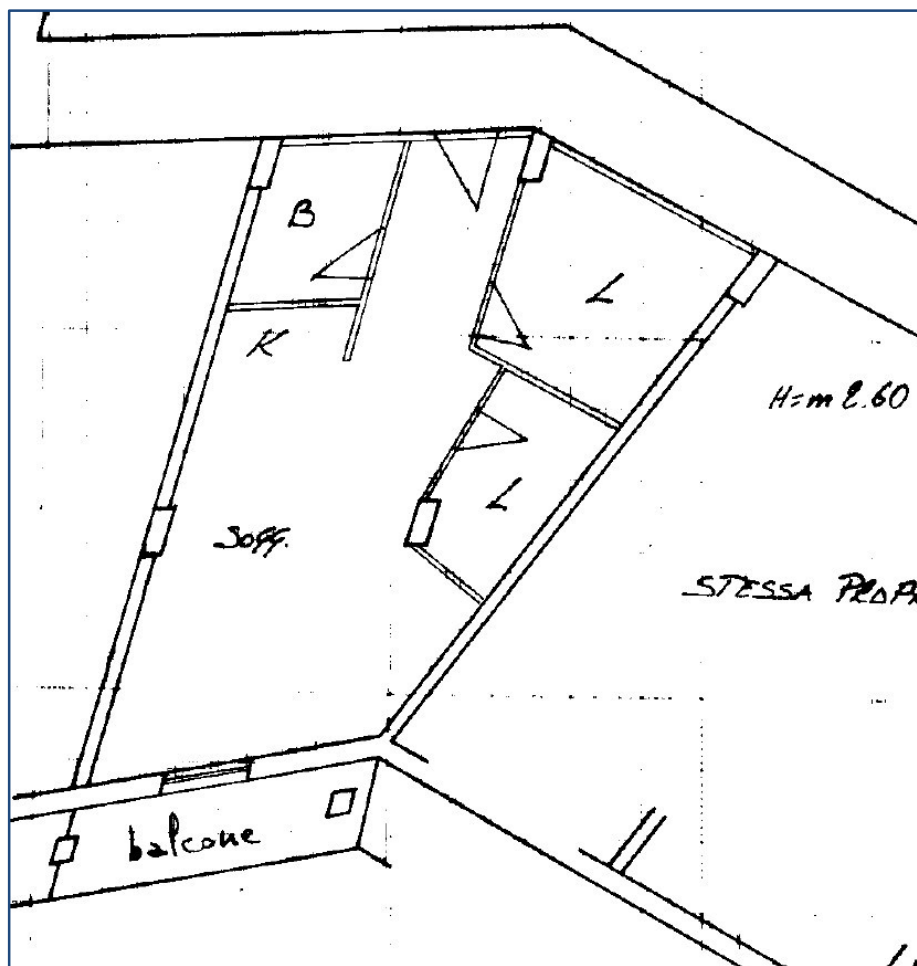 B
L
K
H=m 2.60
L
Sogg.
STESSA PROPR
balcone